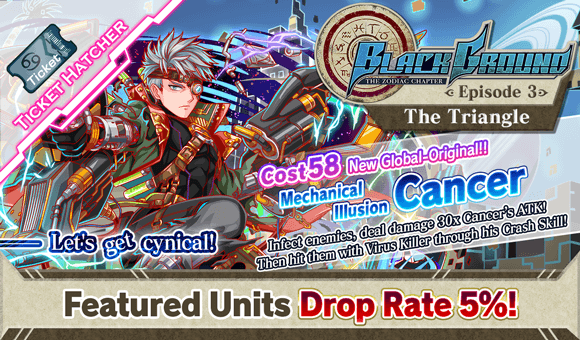 Ticket
TICKET HATCHER
BLACK GROUND
THE ZODIAC CHAPTER
Episode 3
The Triangle
Cost58 New Global-Original!!
Mechanical
Illusion Cancer
Let's get cynical!
Infect enemies, deal damage 30x Cancer's ATK!
Then hit them with Virus Killer through his Crash Skill!
Featured Units Drop Rate 5%!